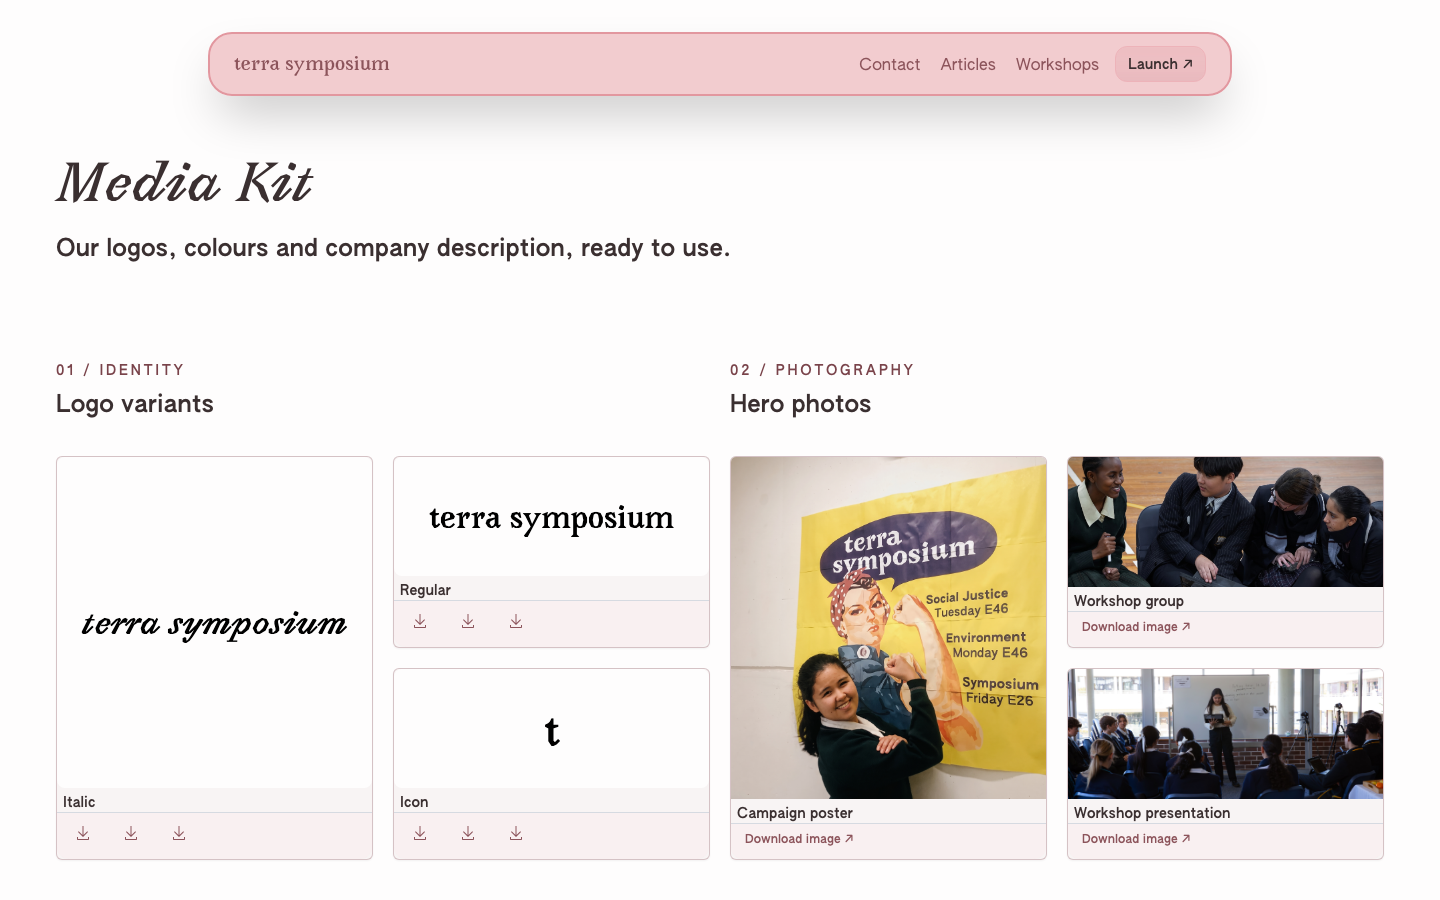 terra symposium
Contact
Articles
Workshops
Launch ↗
Media Kit
Our logos, colours and company description, ready to use.
01 / IDENTITY
Logo variants
terra symposium
Italic
terra symposium
Regular
t
Icon
02 / PHOTOGRAPHY
Hero photos
terra
symposium
Social Justice
Tuesday E46
Environment
Monday E46
Symposium
Friday E26
Campaign poster
Download image ↗
Workshop group
Download image ↗
Workshop presentation
Download image ↗